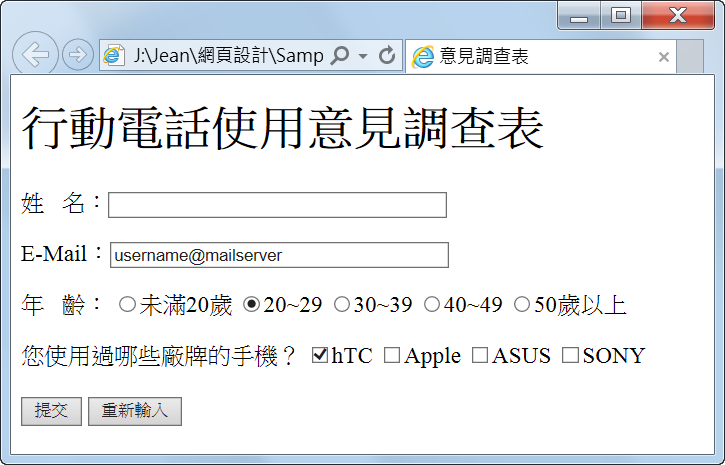 J:\Jean\網頁設計\Samp
意見調查表
行動電話使用意見調查表
姓 名：
E-Mail：username@mailserver
年 齡： 未滿20歲 20~29 30~39 40~49 50歲以上
您使用過哪些廠牌的手機？ hTC Apple ASUS SONY
提交 重新輸入